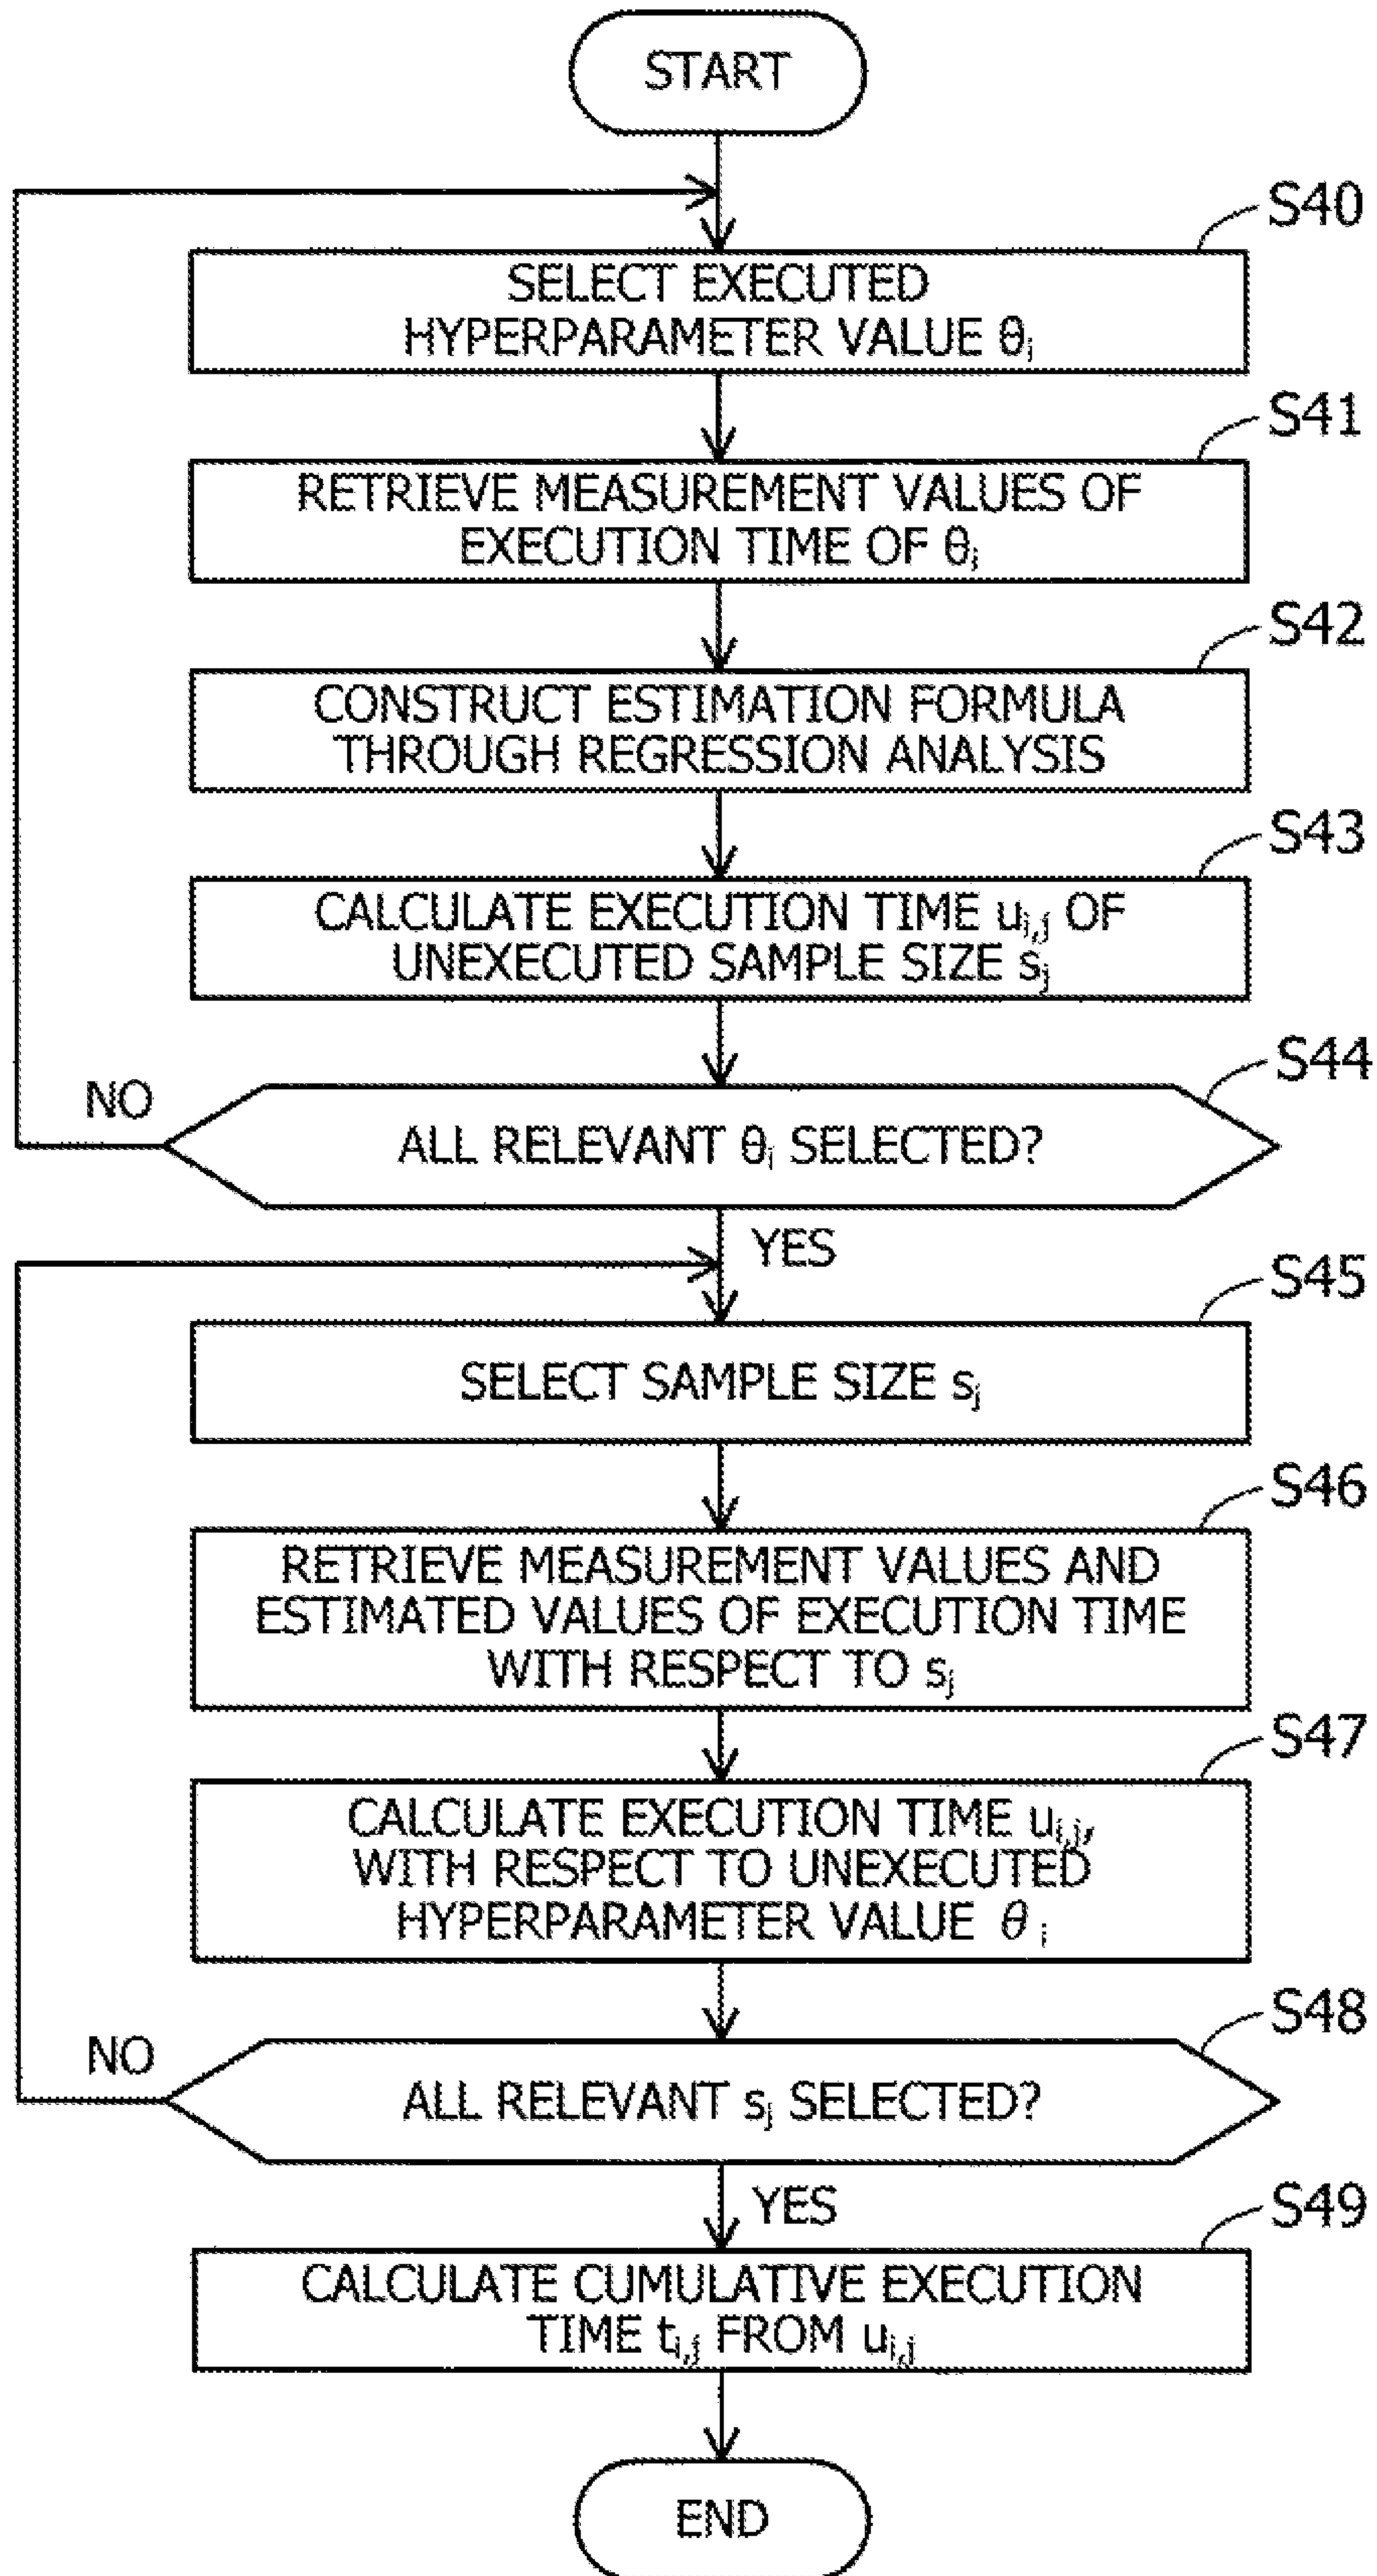 START
S40
SELECT EXECUTED
HYPERPARAMETER VALUE θi
S41
RETRIEVE MEASUREMENT VALUES OF
EXECUTION TIME OF θi
S42
CONSTRUCT ESTIMATION FORMULA
THROUGH REGRESSION ANALYSIS
S43
CALCULATE EXECUTION TIME ui,j OF
UNEXECUTED SAMPLE SIZE sj
S44
NO
ALL RELEVANT θi SELECTED?
YES
S45
SELECT SAMPLE SIZE sj
S46
RETRIEVE MEASUREMENT VALUES AND
ESTIMATED VALUES OF EXECUTION TIME
WITH RESPECT TO sj
S47
CALCULATE EXECUTION TIME ui,j,
WITH RESPECT TO UNEXECUTED
HYPERPARAMETER VALUE θ i
S48
NO
ALL RELEVANT sj SELECTED?
YES
S49
CALCULATE CUMULATIVE EXECUTION
TIME ti,j FROM ui,j
END